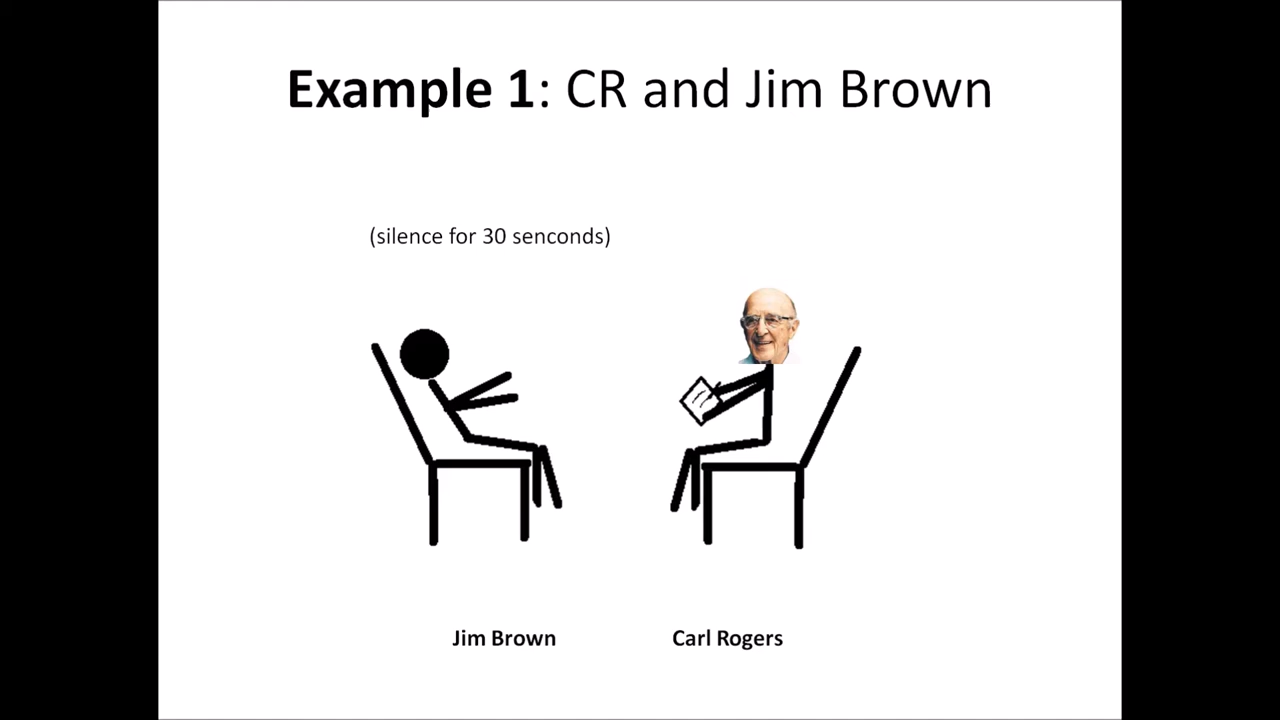 Example 1: CR and Jim Brown
(silence for 30 senconds)
Jim Brown
Carl Rogers